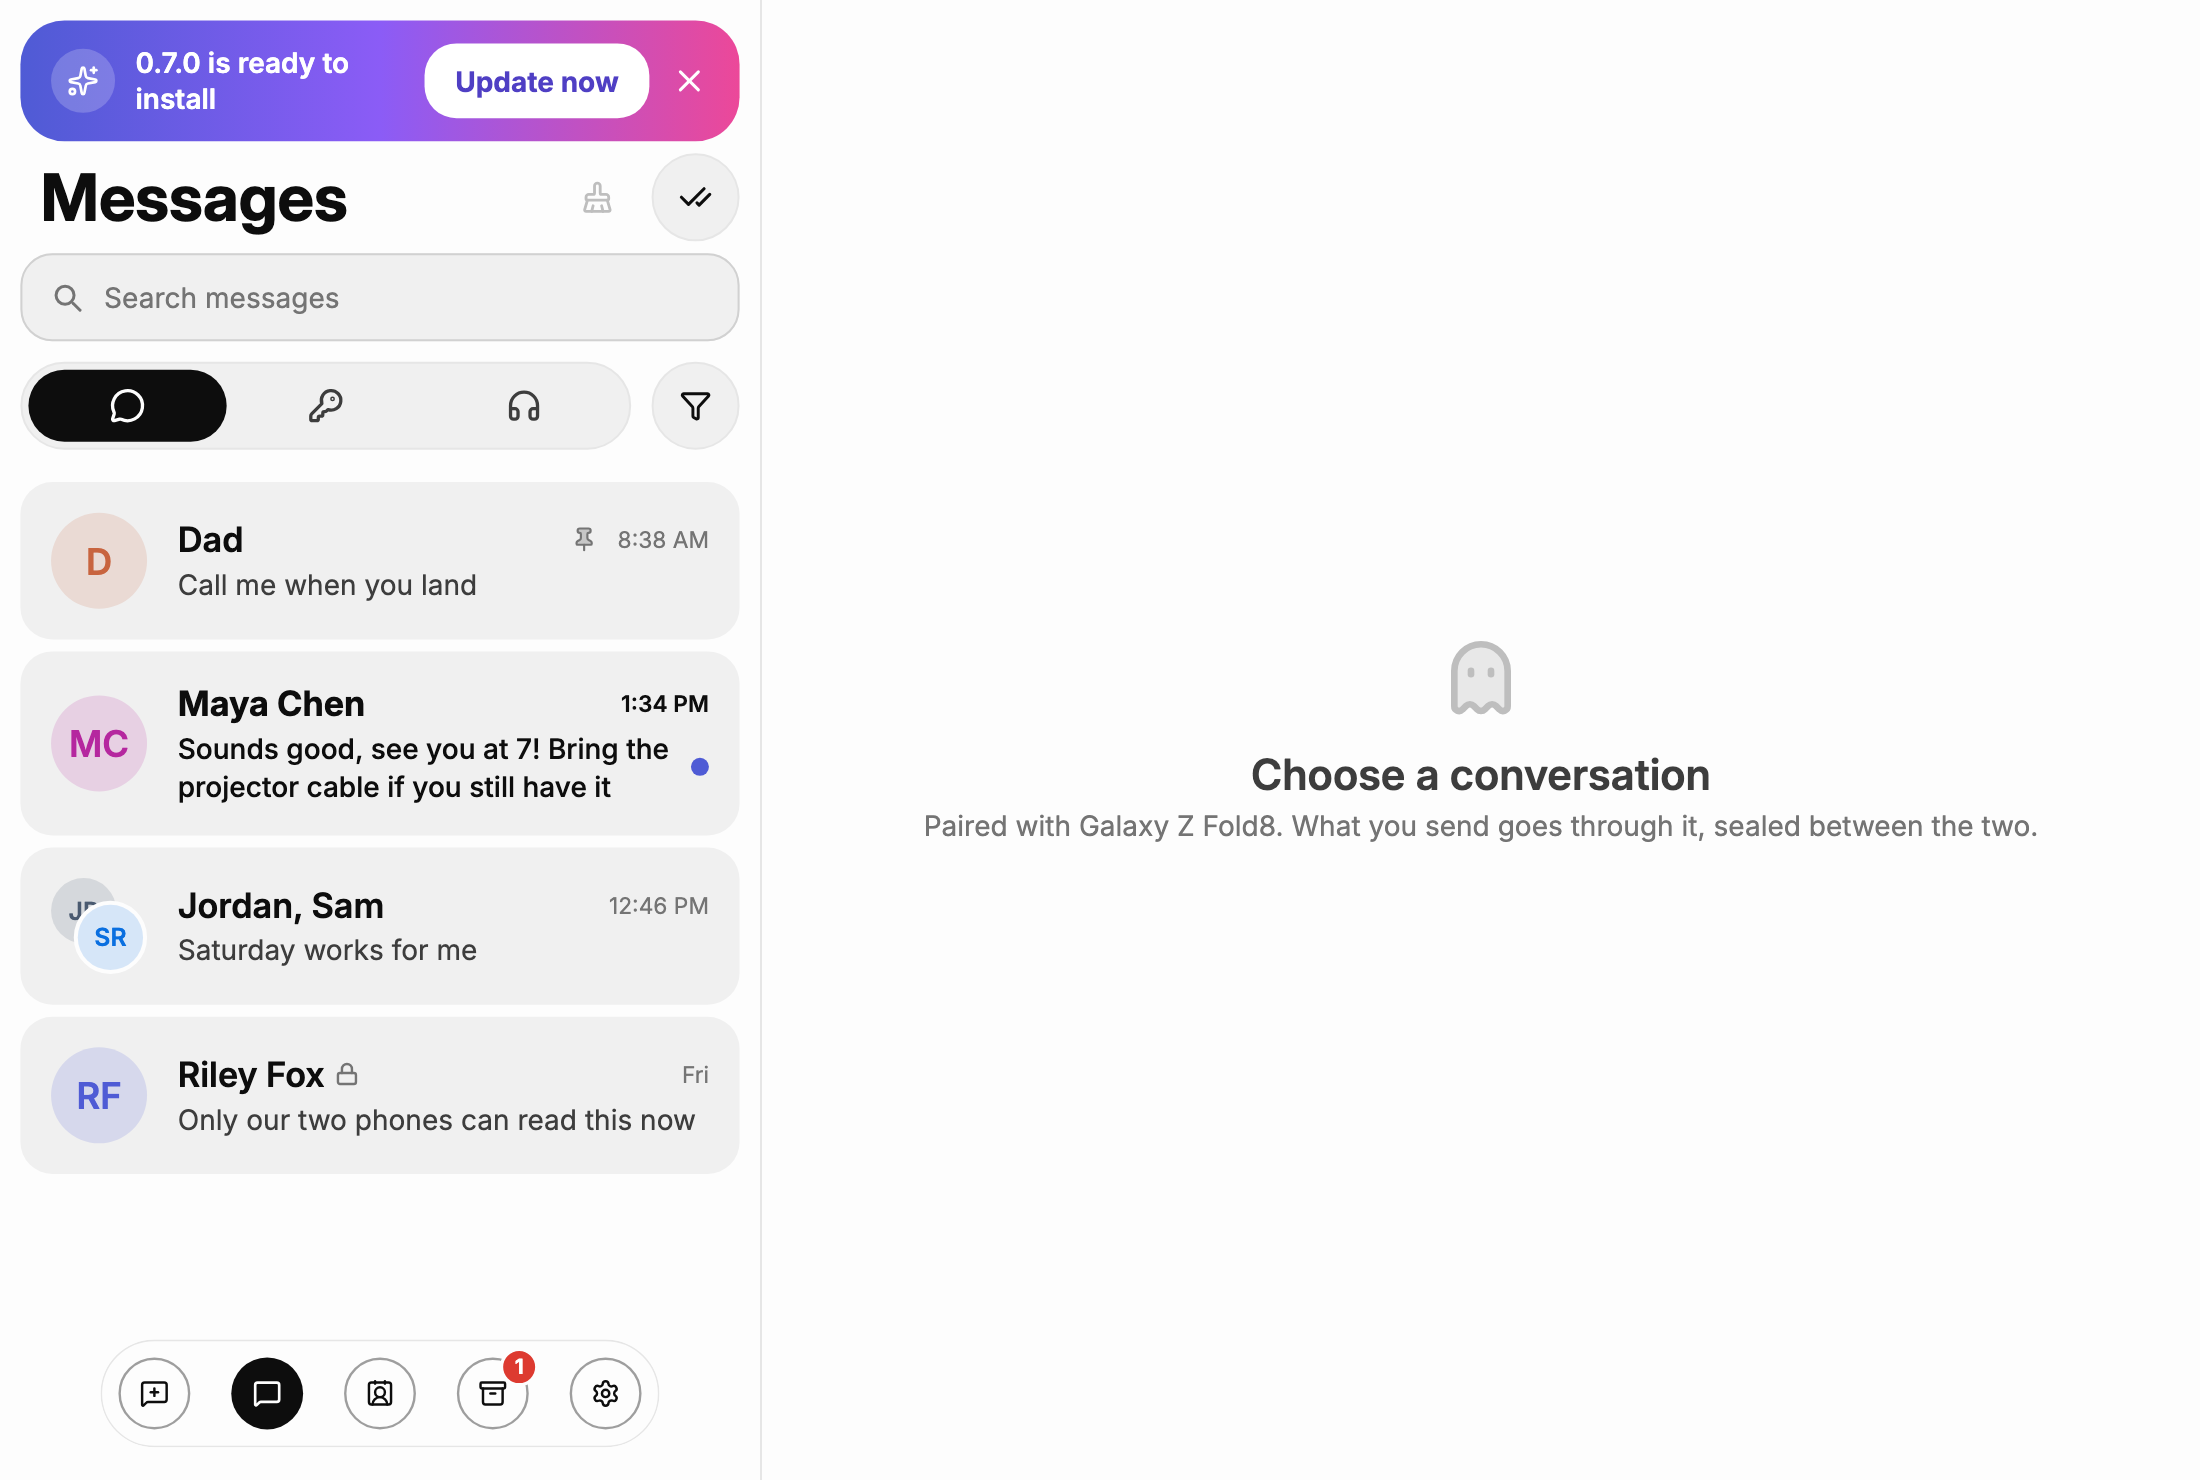 0.7.0 is ready to
install
Update now
Messages
Search messages
D
Dad
8:38 AM
Call me when you land
MC
Maya Chen
1:34 PM
Sounds good, see you at 7! Bring the
projector cable if you still have it
SR
Jordan, Sam
12:46 PM
Saturday works for me
RF
Riley Fox
Fri
Only our two phones can read this now
1
Choose a conversation
Paired with Galaxy Z Fold8. What you send goes through it, sealed between the two.